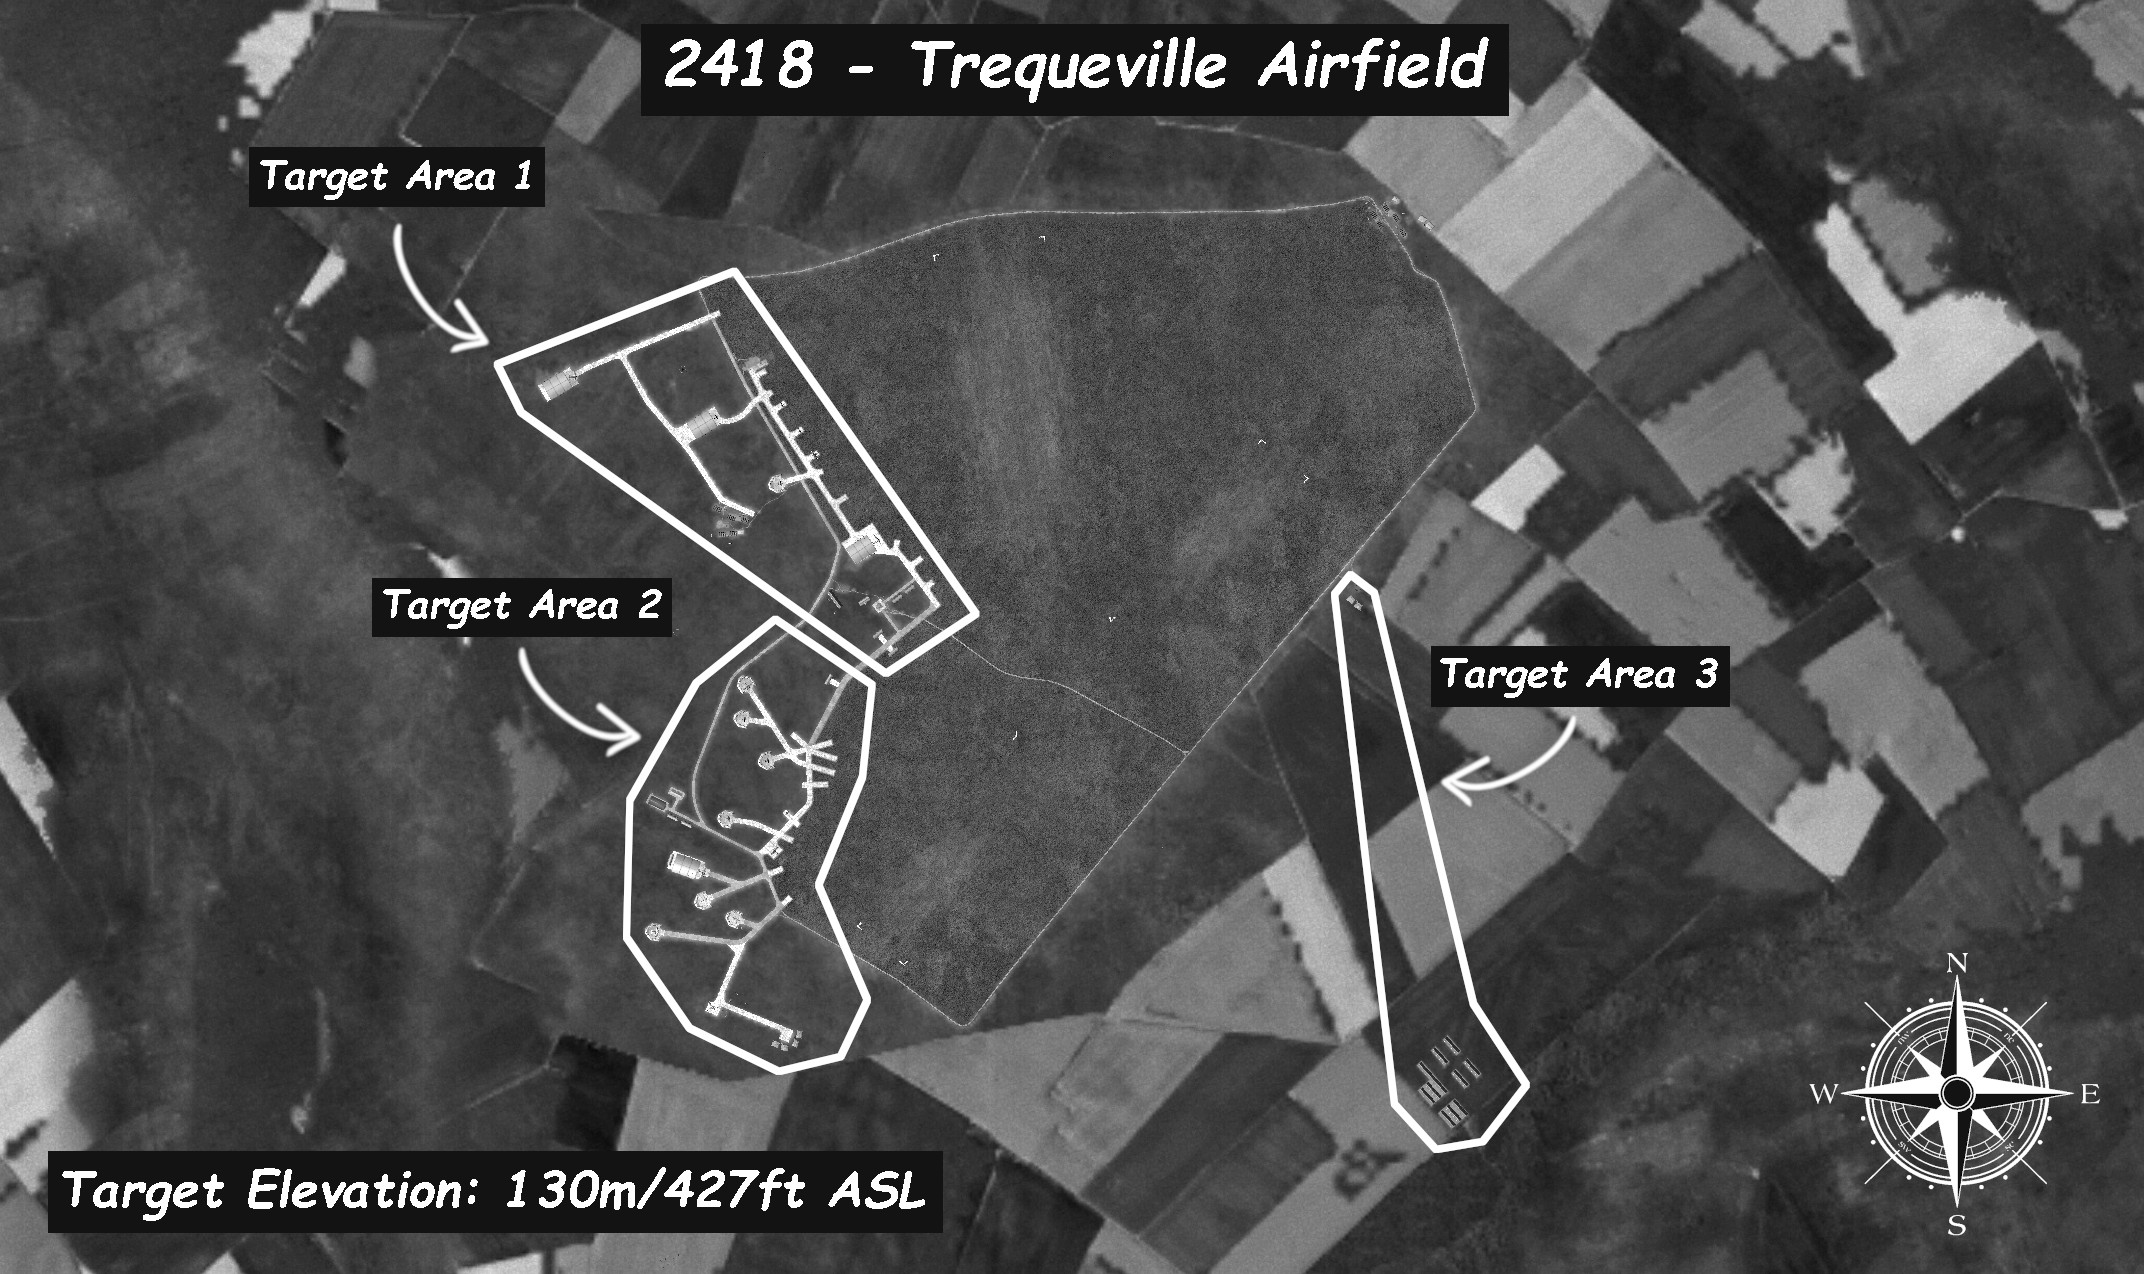 2418 - Trequeville Airfield
Target Area 1
Target Area 2
Target Area 3
N
W
E
S
Target Elevation: 130m/427ft ASL